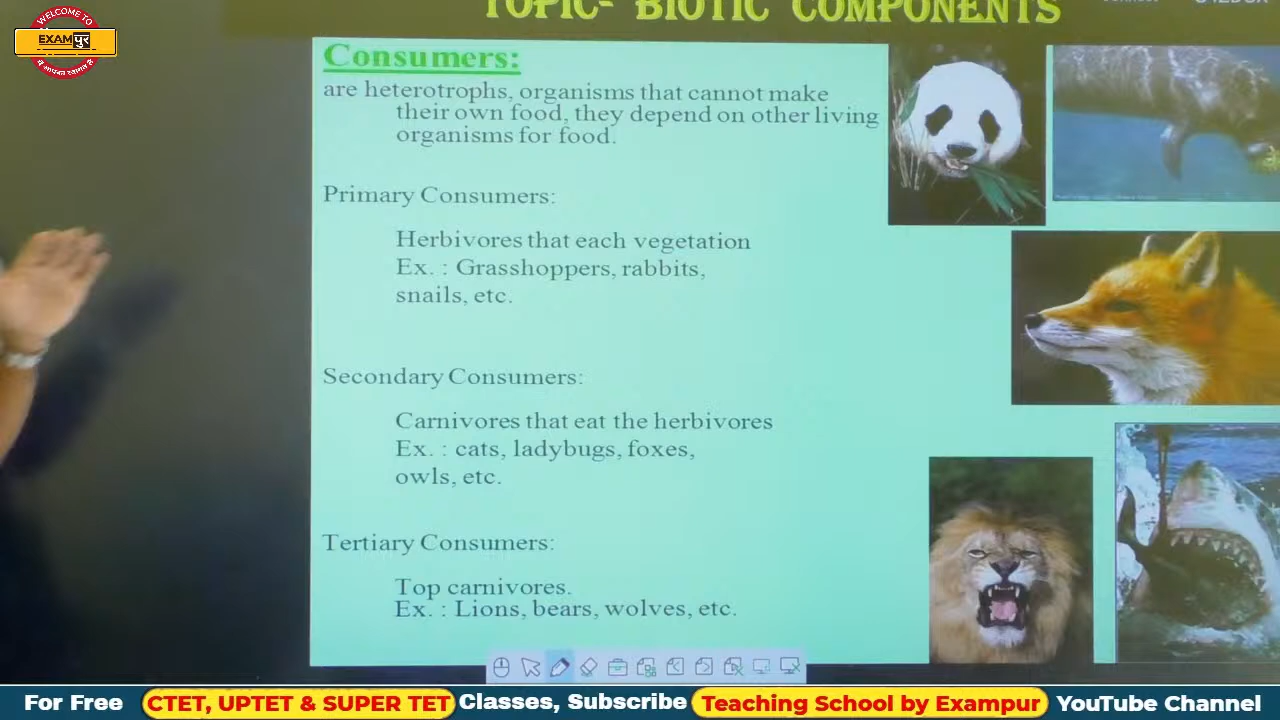 TOPIC- BIOTIC COMPONENTS
WELCOME TO
EXAM पुर
Consumers:
are heterotrophs, organisms that cannot make
their own food, they depend on other living
organisms for food.
Primary Consumers:
Herbivores that each vegetation
Ex. : Grasshoppers, rabbits,
snails, etc.
Secondary Consumers:
Carnivores that eat the herbivores
Ex. : cats, ladybugs, foxes,
owls, etc.
Tertiary Consumers:
Top carnivores.
Ex. : Lions, bears, wolves, etc.
For Free CTET, UPTET & SUPER TET Classes, Subscribe Teaching School by Exampur YouTube Channel